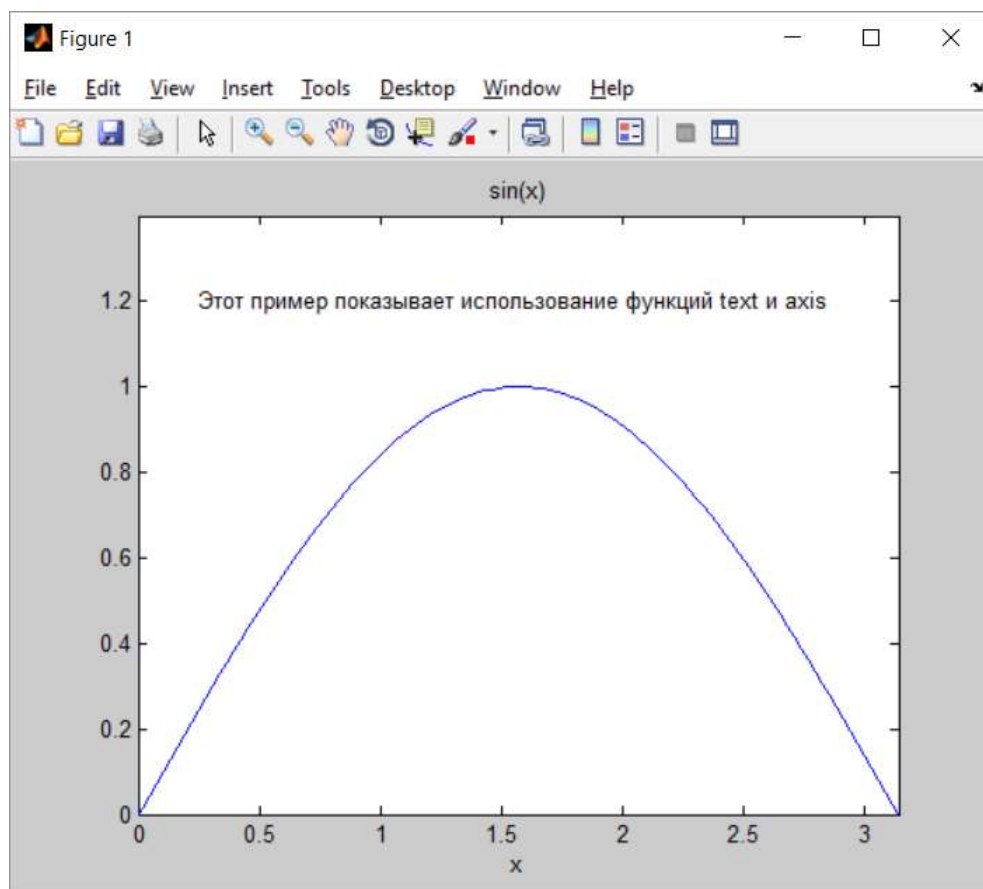 Figure 1
File Edit View Insert Tools Desktop Window Help
sin(x)
1.2
Этот пример показывает использование функций text и axis
1
0.8
0.6
0.4
0.2
0
0 0.5 1 1.5 2 2.5 3
x